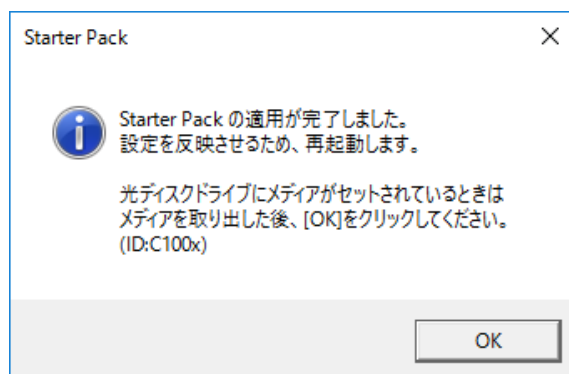 Starter Pack
Starter Pack の適用が完了しました。
設定を反映させるため、再起動します。
光ディスクドライブにメディアがセットされているときは
メディアを取り出した後、[OK]をクリックしてください。
(ID:C100x)
OK